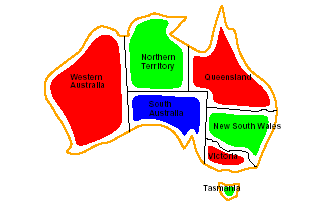 Northern
Territory
Western
Australia
Queensland
South
Australia
New South Wales
Victoria
Tasmania